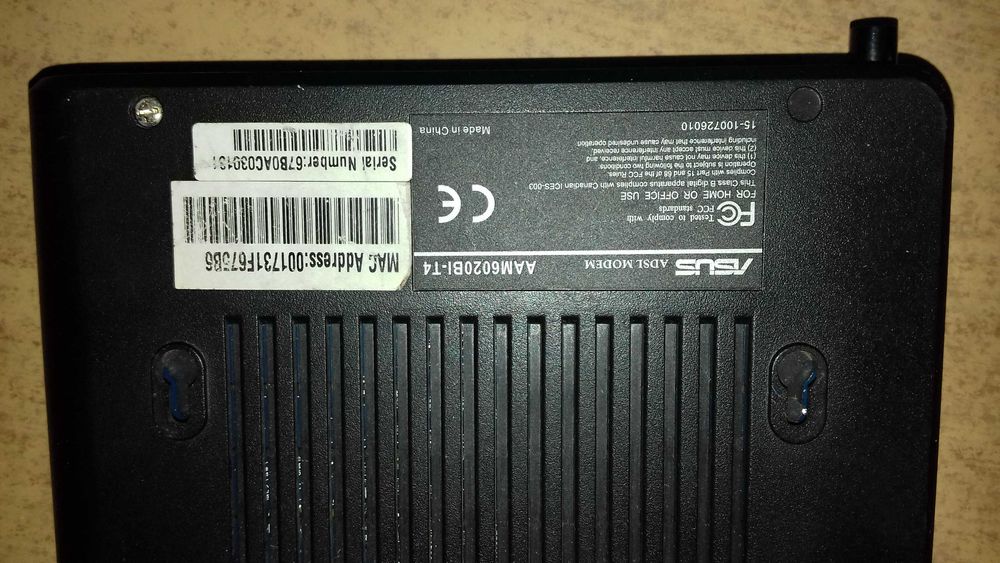 ASUS ADSL MODEM AAM6020BI-T4
FC Tested to comply with
FCC standards
FOR HOME OR OFFICE USE
This Class B digital apparatus complies with Canadian ICES-003
Complies with Part 15 and 68 of the FCC Rules.
Operation is subject to the following two conditions,
(1) this device may not cause harmful interference, and,
(2) this device must accept any interference received,
including interference that may cause undesired operation
CE
15-100726010 Made in China
MAC Address:001731F675B6
Serial Number:67B0AC039131